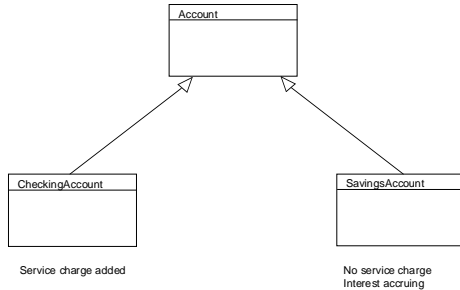 Account
CheckingAccount
SavingsAccount
Service charge added
No service charge
Interest accruing